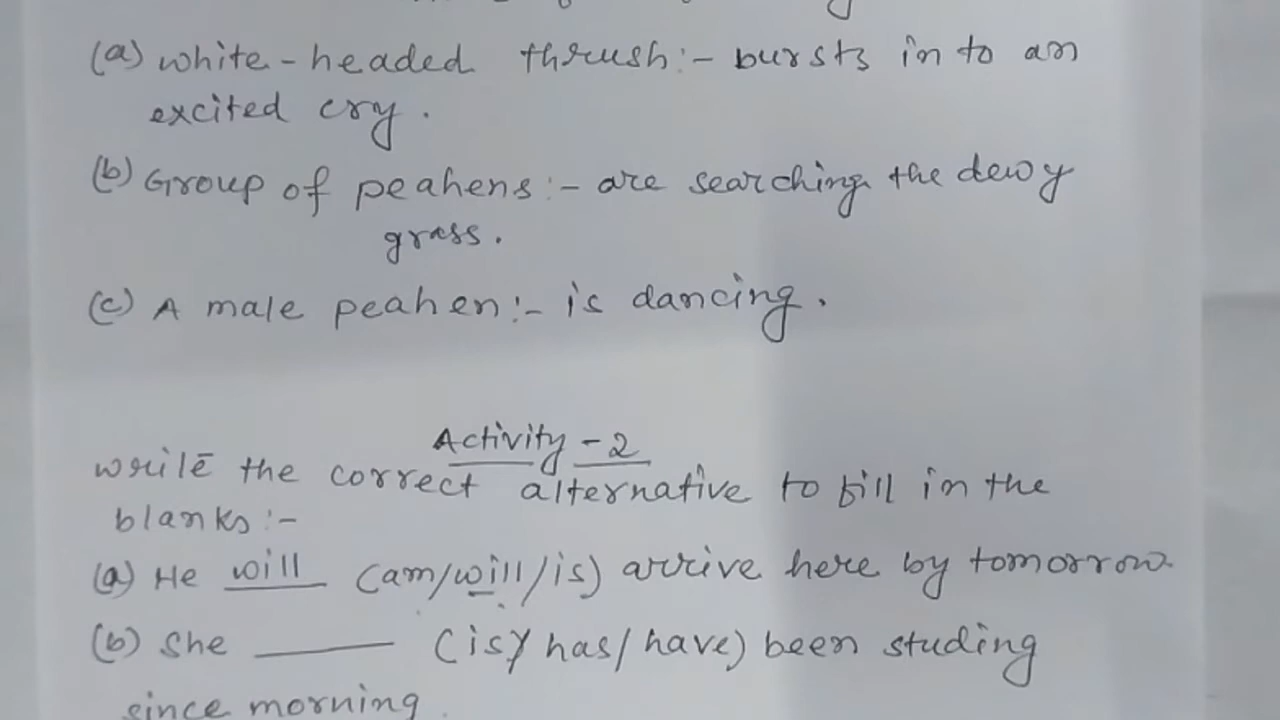 (a) white-headed thrush:- bursts in to an
excited cry.
(b) Group of peahens:- are searching the dewy
grass.
(c) A male peahen:- is dancing.
Activity-2
write the correct alternative to fill in the
blanks:-
(a) He will (am/will/is) arrive here by tomorrow
(b) She ______ (is/has/have) been studing
since morning.